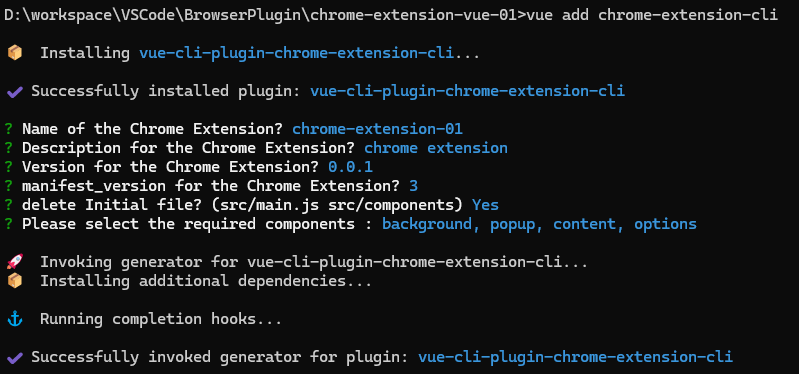 D:\workspace\VSCode\BrowserPlugin\chrome-extension-vue-01>vue add chrome-extension-cli
📦 Installing vue-cli-plugin-chrome-extension-cli...
✔ Successfully installed plugin: vue-cli-plugin-chrome-extension-cli
? Name of the Chrome Extension? chrome-extension-01
? Description for the Chrome Extension? chrome extension
? Version for the Chrome Extension? 0.0.1
? manifest_version for the Chrome Extension? 3
? delete Initial file? (src/main.js src/components) Yes
? Please select the required components : background, popup, content, options
🚀 Invoking generator for vue-cli-plugin-chrome-extension-cli...
📦 Installing additional dependencies...
⚓ Running completion hooks...
✔ Successfully invoked generator for plugin: vue-cli-plugin-chrome-extension-cli